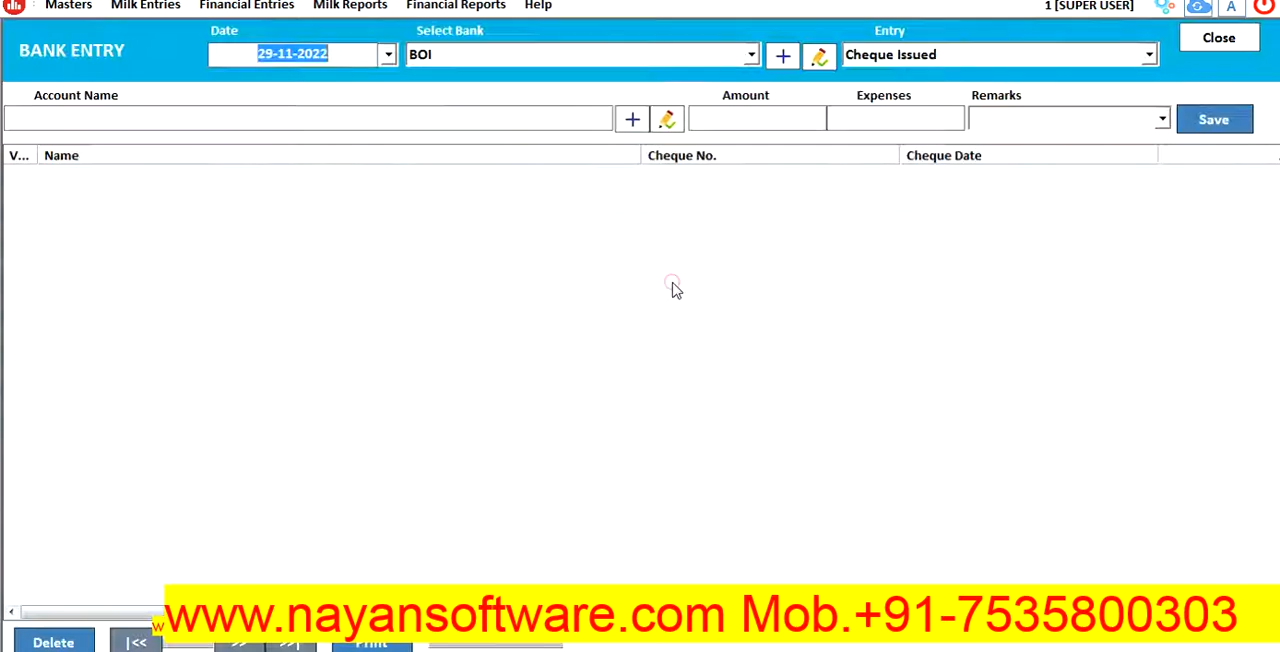 Masters Milk Entries Financial Entries Milk Reports Financial Reports Help 1 [SUPER USER] A
Date Select Bank Entry
BANK ENTRY 29-11-2022 BOI Cheque Issued Close
Account Name Amount Expenses Remarks
Save
V... Name Cheque No. Cheque Date
www.nayansoftware.com Mob.+91-7535800303
w
Delete |<< >> >>| Print